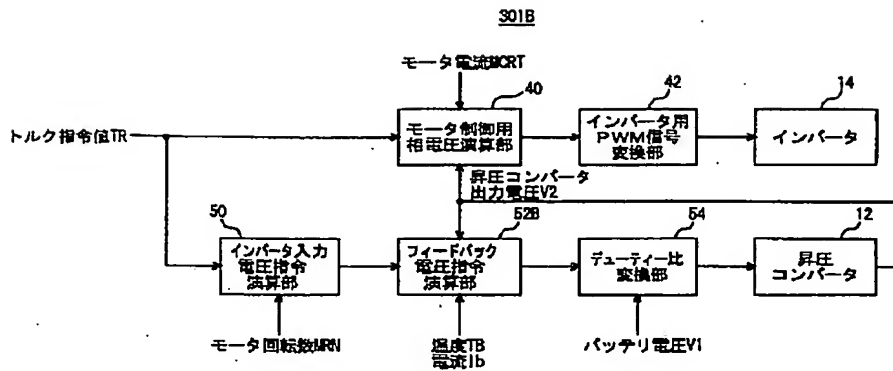 301B
モータ電流MCRT
40
42
14
トルク指令値TR
モータ制御用
相電圧演算部
インバータ用
PWM信号
変換部
インバータ
昇圧コンバータ
出力電圧V2
50
52B
54
12
インバータ入力
電圧指令
演算部
フィードバック
電圧指令
演算部
デューティー比
変換部
昇圧
コンバータ
モータ回転数MRN
温度TB
電流Ib
バッテリ電圧V1